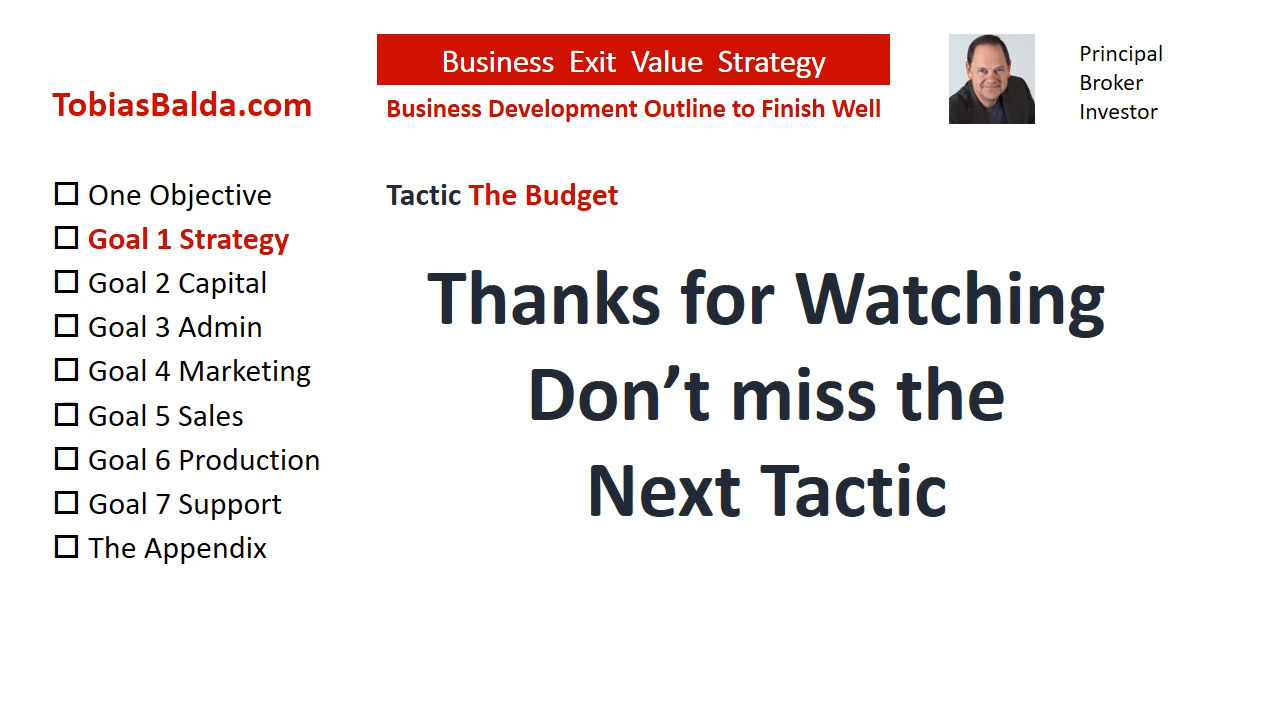 Business Exit Value Strategy
Business Development Outline to Finish Well
TobiasBalda.com
Principal
Broker
Investor
One Objective
Goal 1 Strategy
Goal 2 Capital
Goal 3 Admin
Goal 4 Marketing
Goal 5 Sales
Goal 6 Production
Goal 7 Support
The Appendix
Tactic The Budget
Thanks for Watching
Don’t miss the
Next Tactic